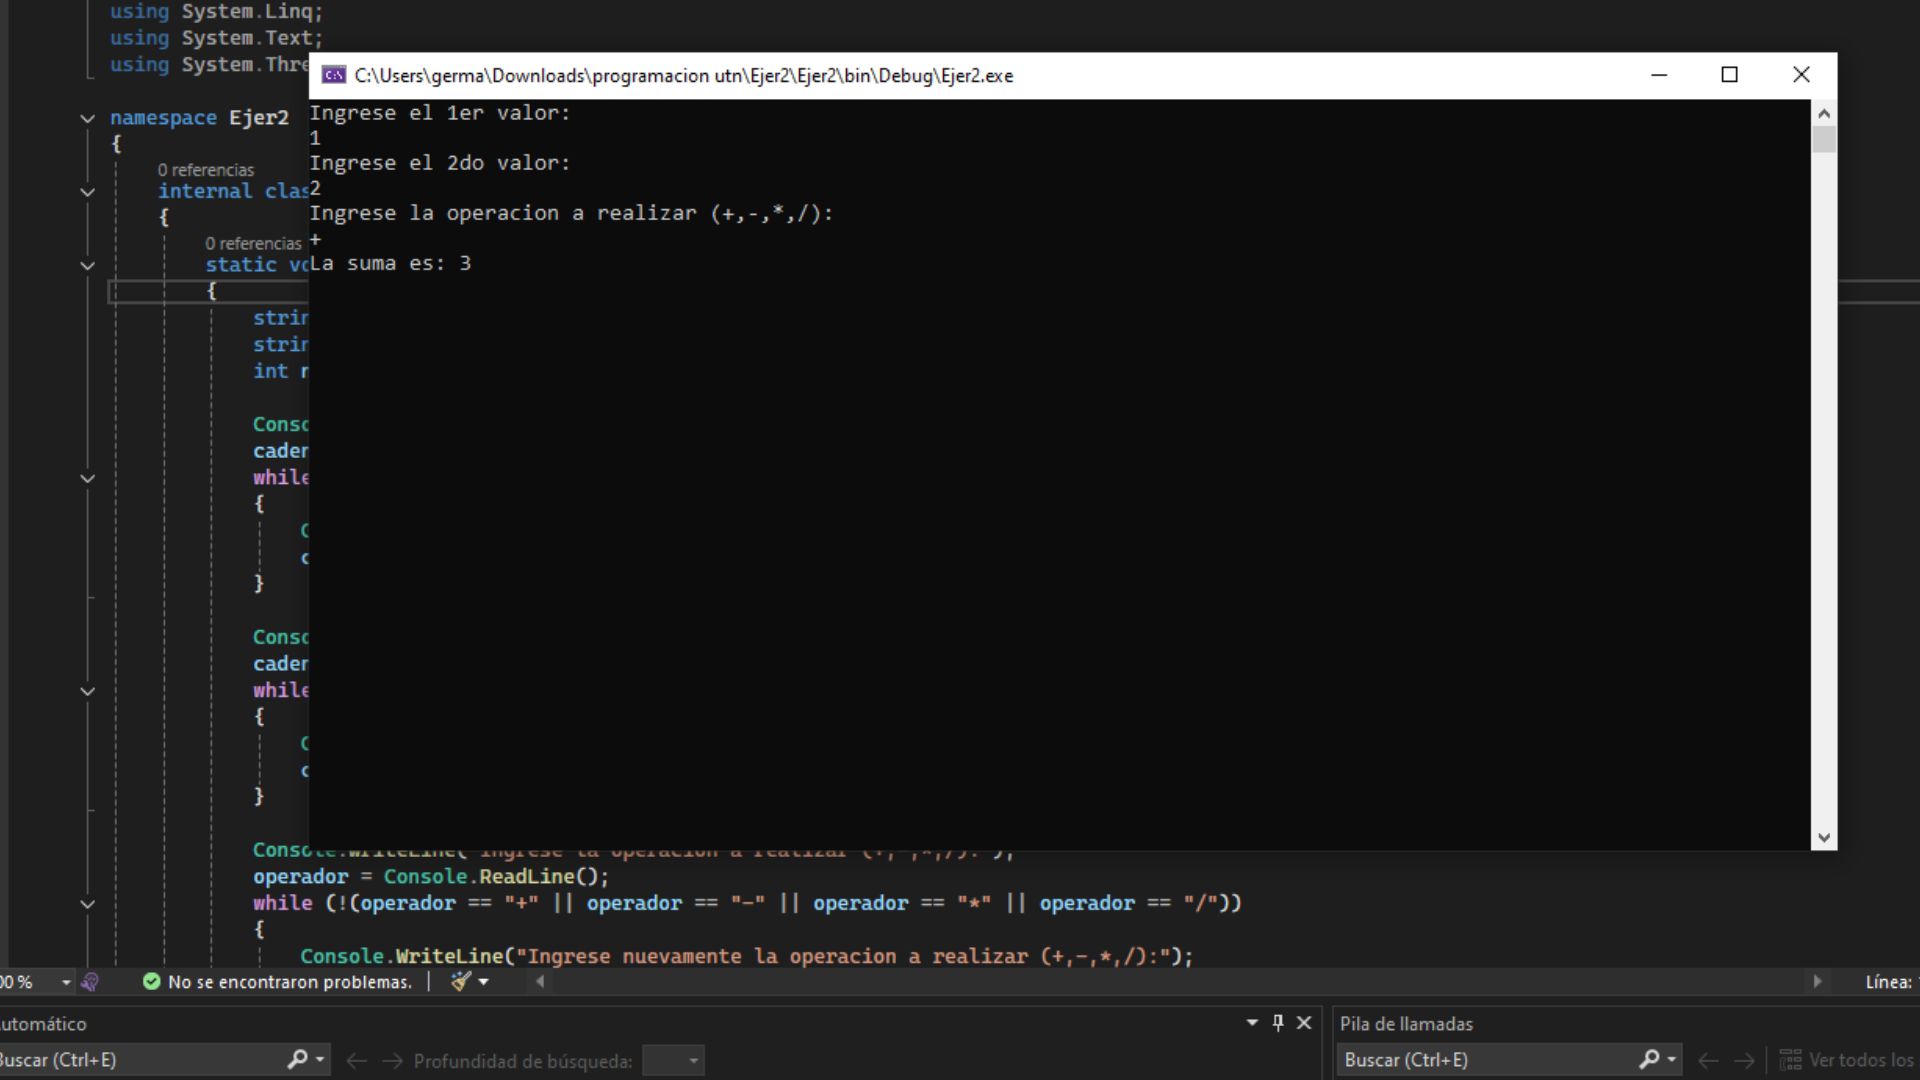 using System.Linq;
using System.Text;
using System.Thre
C:\Users\germa\Downloads\programacion utn\Ejer2\Ejer2\bin\Debug\Ejer2.exe
Ingrese el 1er valor:
1
Ingrese el 2do valor:
2
Ingrese la operacion a realizar (+,-,*,/):
+
La suma es: 3
namespace Ejer2
{
0 referencias
internal clas
{
0 referencias
static vo
{
strin
strin
int
Conso
caden
while
{
}
Conso
caden
while
{
}
Console.WriteLine("Ingrese la operacion a realizar (+,-,*,/):");
operador = Console.ReadLine();
while (!(operador == "+" || operador == "-" || operador == "*" || operador == "/"))
{
Console.WriteLine("Ingrese nuevamente la operacion a realizar (+,-,*,/):");
00 % No se encontraron problemas. Línea:
utomático
Buscar (Ctrl+E) Profundidad de búsqueda:
Pila de llamadas
Buscar (Ctrl+E) Ver todos los